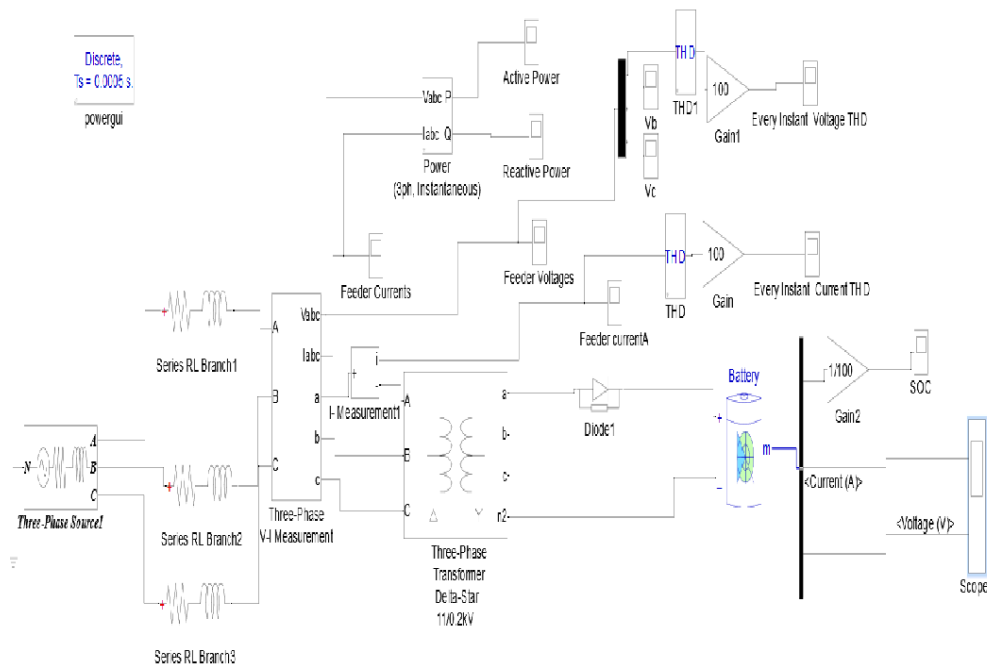 Discrete,
Ts = 0.0005 s.
powergui
Vabc P
Iabc Q
Power
(3ph, Instantaneous)
Active Power
Reactive Power
Vb
Vc
THD
THD1
100
Gain1
Every Instant Voltage THD
Feeder Currents
Feeder Voltages
THD
THD
100
Gain
Every Instant Current THD
Feeder currentA
Series RL Branch1
A
B
C
Vabc
Iabc
a
b
c
Three-Phase
V-I Measurement
+
i
-
I- Measurement1
N
A
B
C
Three-Phase Source1
+
Series RL Branch2
+
Series RL Branch3
+
A
B
C
a
b
c
n2
Δ
Y
Three-Phase
Transformer
Delta-Star
11/0.2kV
Diode1
Battery
+
m
-
1/100
Gain2
SOC
<Current (A)>
<Voltage (V)>
Scope